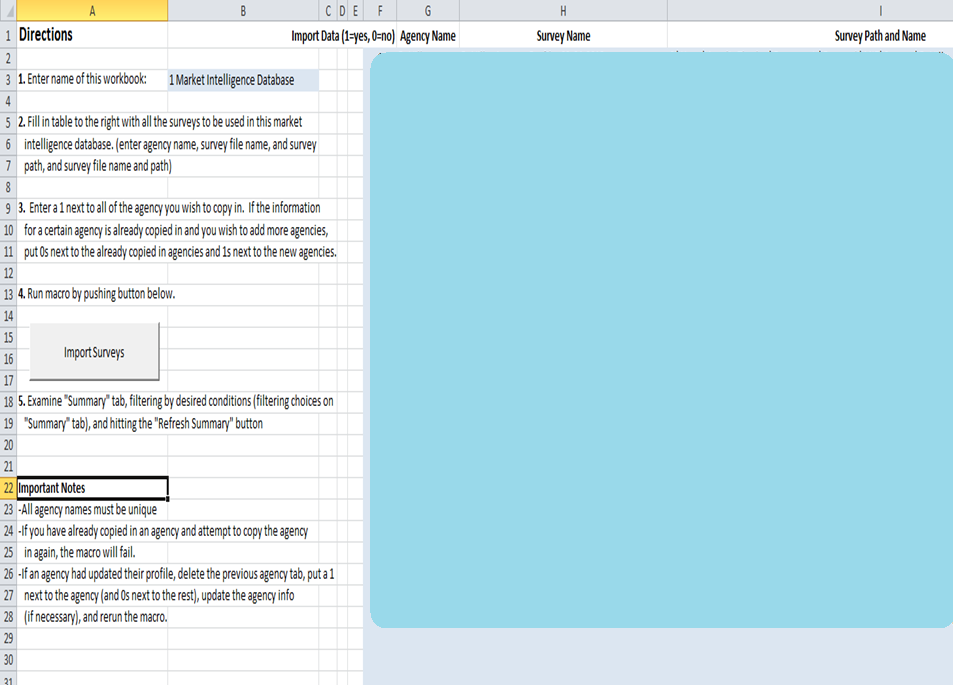 A B C D E F G H I
1 Directions Import Data (1=yes, 0=no) Agency Name Survey Name Survey Path and Name
2
3 1. Enter name of this workbook: 1 Market Intelligence Database
4
5 2. Fill in table to the right with all the surveys to be used in this market
6 intelligence database. (enter agency name, survey file name, and survey
7 path, and survey file name and path)
8
9 3. Enter a 1 next to all of the agency you wish to copy in. If the information
10 for a certain agency is already copied in and you wish to add more agencies,
11 put 0s next to the already copied in agencies and 1s next to the new agencies.
12
13 4. Run macro by pushing button below.
14
15
Import Surveys
16
17
18 5. Examine "Summary" tab, filtering by desired conditions (filtering choices on
19 "Summary" tab), and hitting the "Refresh Summary" button
20
21
22 Important Notes
23 -All agency names must be unique
24 -If you have already copied in an agency and attempt to copy the agency
25 in again, the macro will fail.
26 -If an agency had updated their profile, delete the previous agency tab, put a 1
27 next to the agency (and 0s next to the rest), update the agency info
28 (if necessary), and rerun the macro.
29
30
31